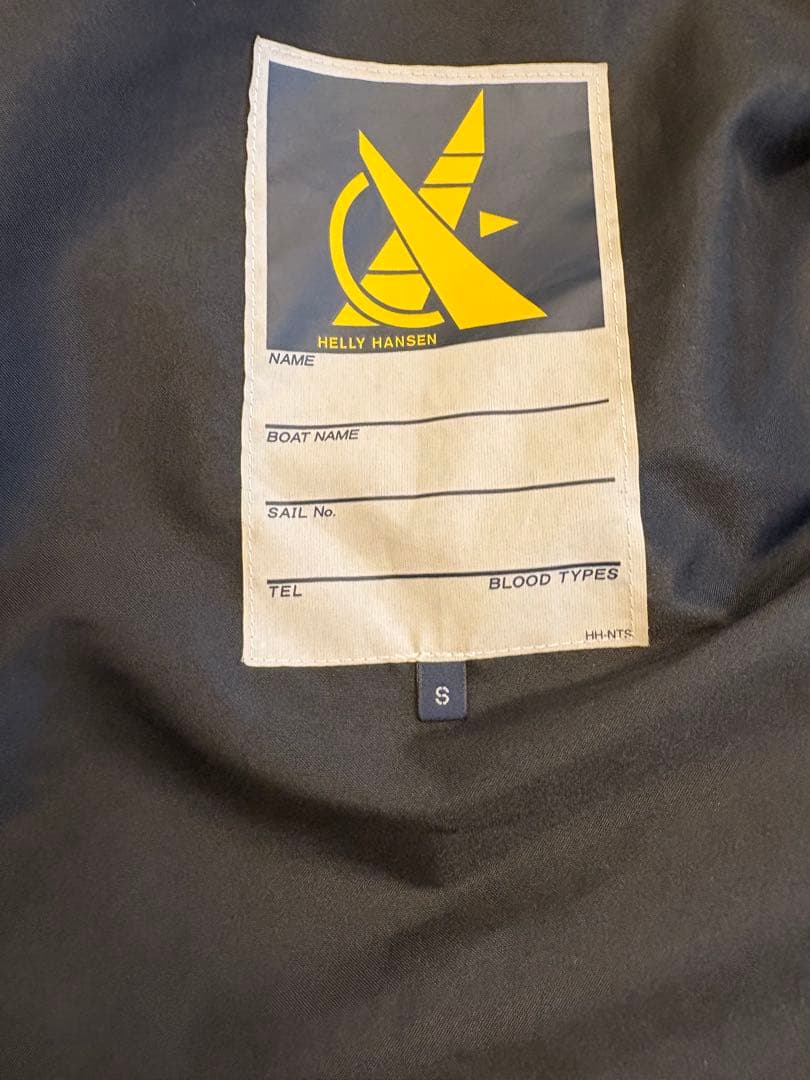 HELLY HANSEN
NAME
BOAT NAME
SAIL No.
TEL BLOOD TYPES
HH-NTS
S